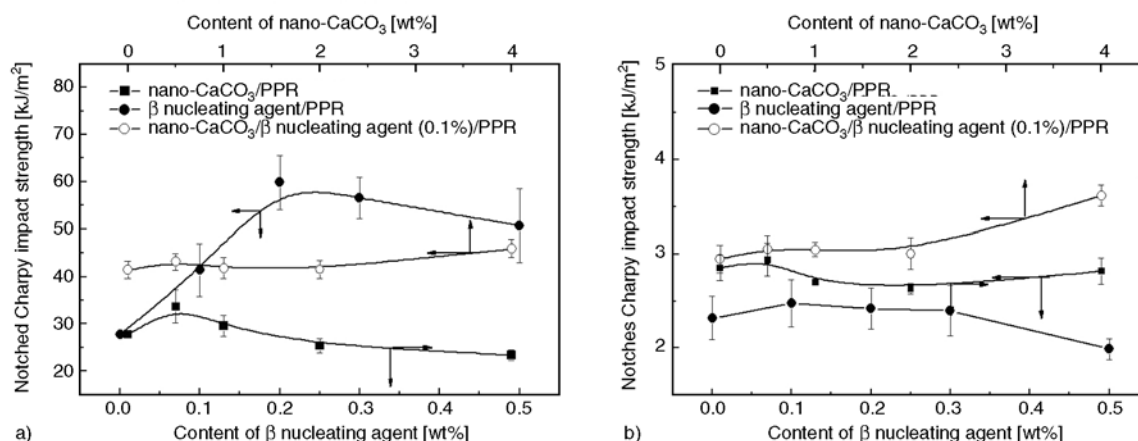 Content of nano-CaCO₃ [wt%]
0 1 2 3 4
Notched Charpy impact strength [kJ/m²]
80
70
60
50
40
30
20
nano-CaCO₃/PPR
β nucleating agent/PPR
nano-CaCO₃/β nucleating agent (0.1%)/PPR
0.0 0.1 0.2 0.3 0.4 0.5
a) Content of β nucleating agent [wt%]
Content of nano-CaCO₃ [wt%]
0 1 2 3 4
Notches Charpy impact strength [kJ/m²]
5
4
3
2
nano-CaCO₃/PPR
β nucleating agent/PPR
nano-CaCO₃/β nucleating agent (0.1%)/PPR
0.0 0.1 0.2 0.3 0.4 0.5
b) Content of β nucleating agent [wt%]